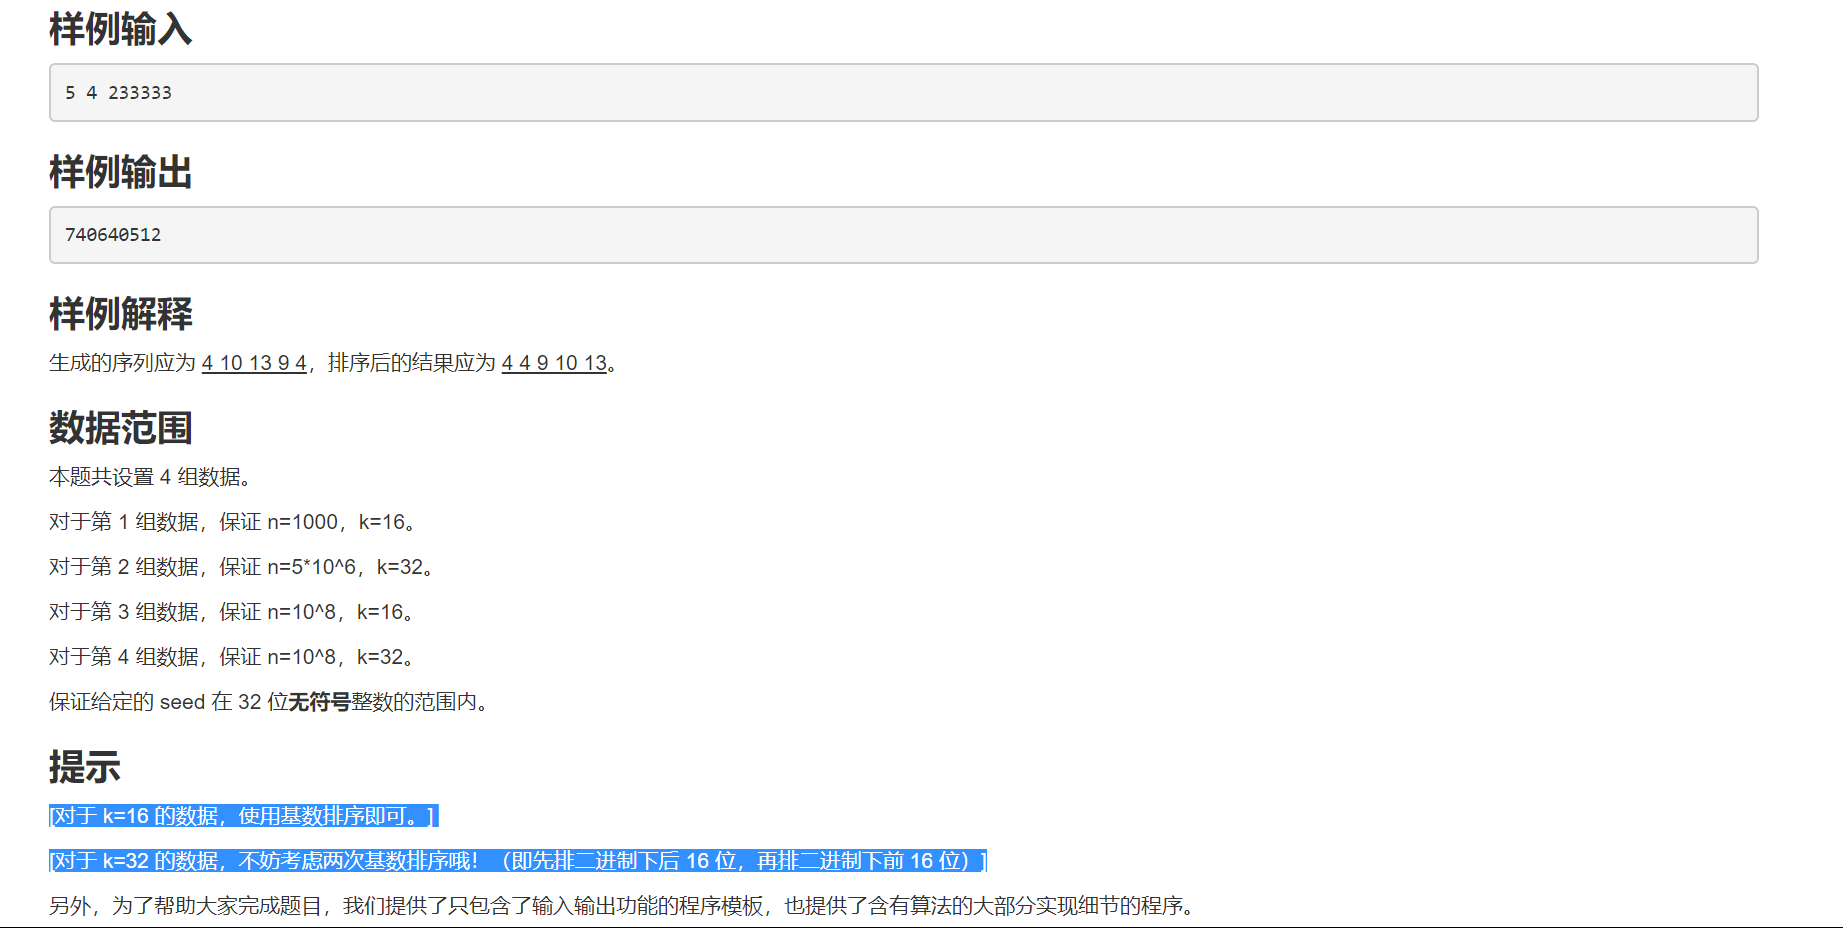 样例输入
5 4 233333
样例输出
740640512
样例解释
生成的序列应为 4 10 13 9 4，排序后的结果应为 4 4 9 10 13。
数据范围
本题共设置 4 组数据。
对于第 1 组数据，保证 n=1000，k=16。
对于第 2 组数据，保证 n=5*10^6，k=32。
对于第 3 组数据，保证 n=10^8，k=16。
对于第 4 组数据，保证 n=10^8，k=32。
保证给定的 seed 在 32 位无符号整数的范围内。
提示
[对于 k=16 的数据，使用基数排序即可。]
[对于 k=32 的数据，不妨考虑两次基数排序哦！（即先排二进制下后 16 位，再排二进制下前 16 位）]
另外，为了帮助大家完成题目，我们提供了只包含了输入输出功能的程序模板，也提供了含有算法的大部分实现细节的程序。